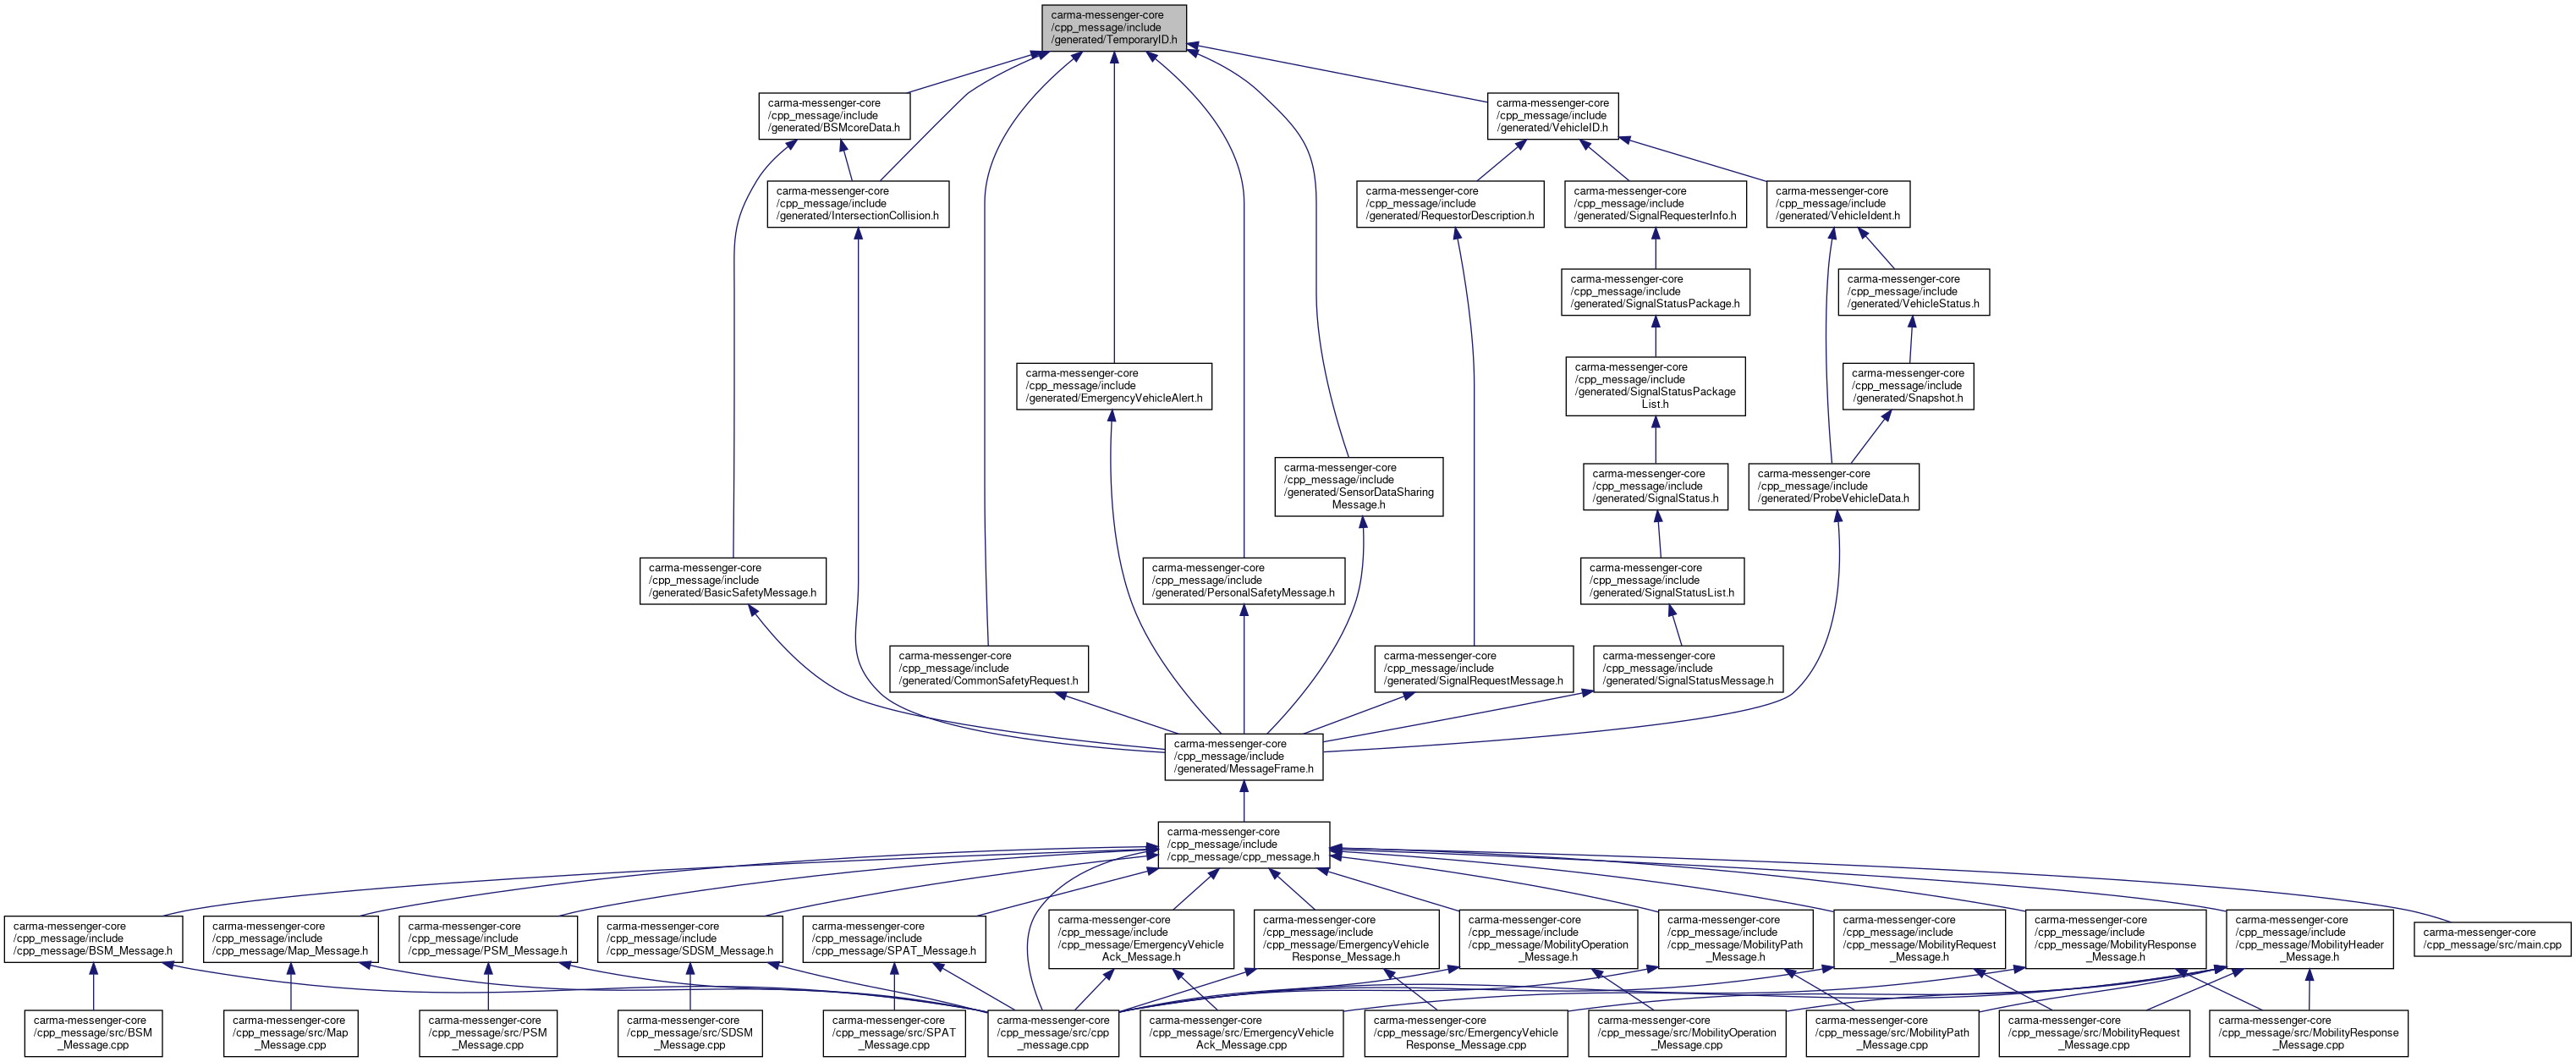 carma-messenger-core
/cpp_message/include
/generated/TemporaryID.h
carma-messenger-core
/cpp_message/include
/generated/BSMcoreData.h
carma-messenger-core
/cpp_message/include
/generated/VehicleID.h
carma-messenger-core
/cpp_message/include
/generated/IntersectionCollision.h
carma-messenger-core
/cpp_message/include
/generated/RequestorDescription.h
carma-messenger-core
/cpp_message/include
/generated/SignalRequesterInfo.h
carma-messenger-core
/cpp_message/include
/generated/VehicleIdent.h
carma-messenger-core
/cpp_message/include
/generated/SignalStatusPackage.h
carma-messenger-core
/cpp_message/include
/generated/VehicleStatus.h
carma-messenger-core
/cpp_message/include
/generated/EmergencyVehicleAlert.h
carma-messenger-core
/cpp_message/include
/generated/SignalStatusPackage
List.h
carma-messenger-core
/cpp_message/include
/generated/Snapshot.h
carma-messenger-core
/cpp_message/include
/generated/SensorDataSharing
Message.h
carma-messenger-core
/cpp_message/include
/generated/SignalStatus.h
carma-messenger-core
/cpp_message/include
/generated/ProbeVehicleData.h
carma-messenger-core
/cpp_message/include
/generated/BasicSafetyMessage.h
carma-messenger-core
/cpp_message/include
/generated/PersonalSafetyMessage.h
carma-messenger-core
/cpp_message/include
/generated/SignalStatusList.h
carma-messenger-core
/cpp_message/include
/generated/CommonSafetyRequest.h
carma-messenger-core
/cpp_message/include
/generated/SignalRequestMessage.h
carma-messenger-core
/cpp_message/include
/generated/SignalStatusMessage.h
carma-messenger-core
/cpp_message/include
/generated/MessageFrame.h
carma-messenger-core
/cpp_message/include
/cpp_message/cpp_message.h
carma-messenger-core
/cpp_message/include
/cpp_message/BSM_Message.h
carma-messenger-core
/cpp_message/include
/cpp_message/Map_Message.h
carma-messenger-core
/cpp_message/include
/cpp_message/PSM_Message.h
carma-messenger-core
/cpp_message/include
/cpp_message/SDSM_Message.h
carma-messenger-core
/cpp_message/include
/cpp_message/SPAT_Message.h
carma-messenger-core
/cpp_message/include
/cpp_message/EmergencyVehicle
Ack_Message.h
carma-messenger-core
/cpp_message/include
/cpp_message/EmergencyVehicle
Response_Message.h
carma-messenger-core
/cpp_message/include
/cpp_message/MobilityOperation
_Message.h
carma-messenger-core
/cpp_message/include
/cpp_message/MobilityPath
_Message.h
carma-messenger-core
/cpp_message/include
/cpp_message/MobilityRequest
_Message.h
carma-messenger-core
/cpp_message/include
/cpp_message/MobilityResponse
_Message.h
carma-messenger-core
/cpp_message/include
/cpp_message/MobilityHeader
_Message.h
carma-messenger-core
/cpp_message/src/main.cpp
carma-messenger-core
/cpp_message/src/BSM
_Message.cpp
carma-messenger-core
/cpp_message/src/Map
_Message.cpp
carma-messenger-core
/cpp_message/src/PSM
_Message.cpp
carma-messenger-core
/cpp_message/src/SDSM
_Message.cpp
carma-messenger-core
/cpp_message/src/SPAT
_Message.cpp
carma-messenger-core
/cpp_message/src/cpp
_message.cpp
carma-messenger-core
/cpp_message/src/EmergencyVehicle
Ack_Message.cpp
carma-messenger-core
/cpp_message/src/EmergencyVehicle
Response_Message.cpp
carma-messenger-core
/cpp_message/src/MobilityOperation
_Message.cpp
carma-messenger-core
/cpp_message/src/MobilityPath
_Message.cpp
carma-messenger-core
/cpp_message/src/MobilityRequest
_Message.cpp
carma-messenger-core
/cpp_message/src/MobilityResponse
_Message.cpp